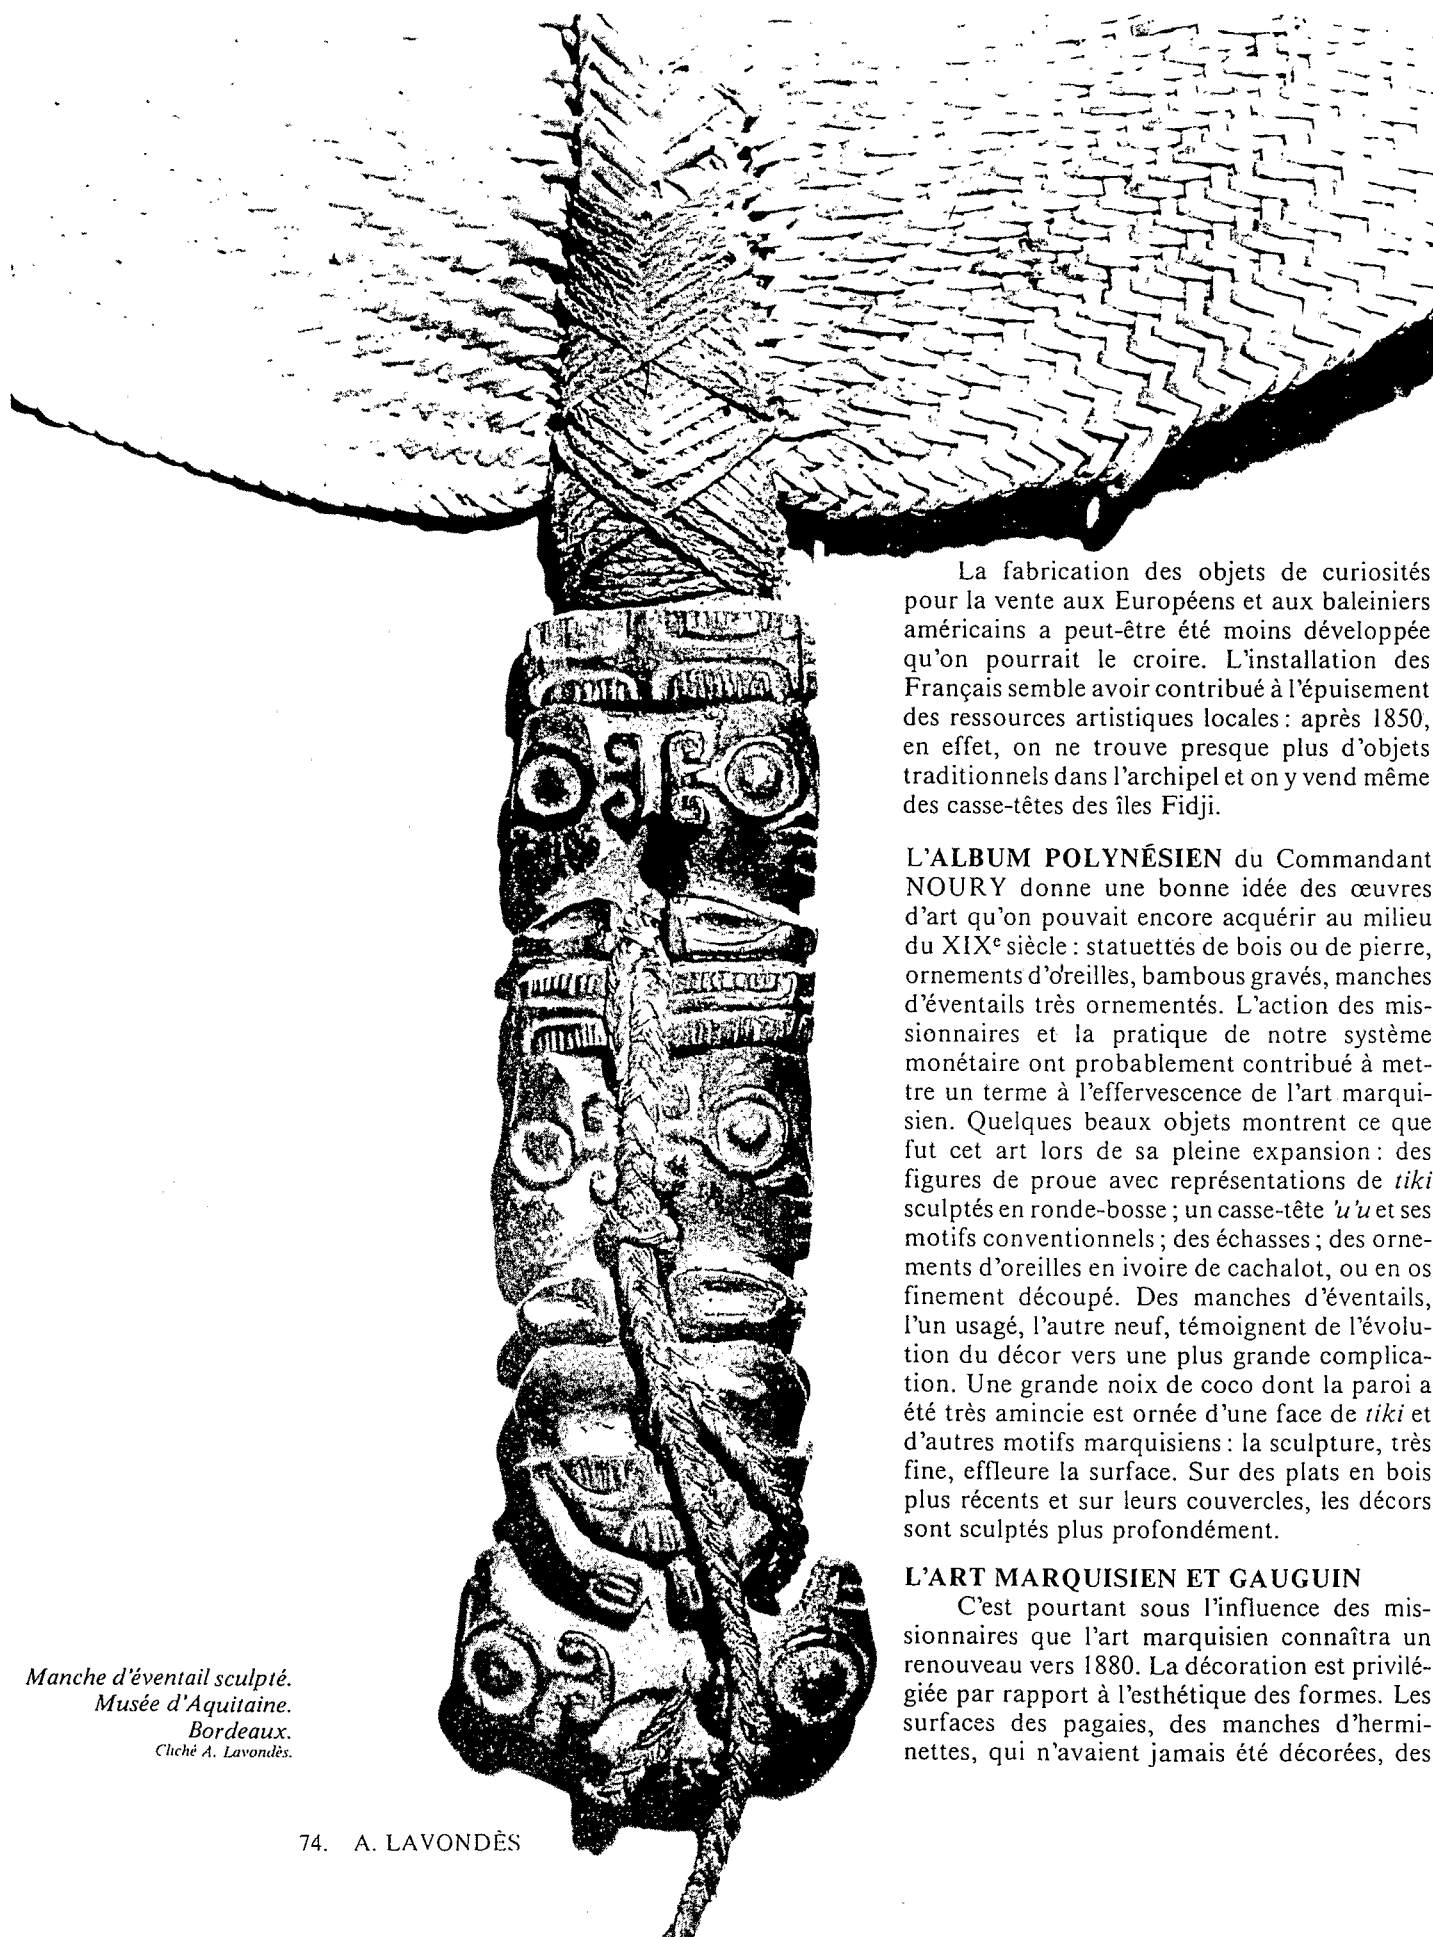 La fabrication des objets de curiosités
pour la vente aux Européens et aux baleiniers
américains a peut-être été moins développée
qu'on pourrait le croire. L'installation des
Français semble avoir contribué à l'épuisement
des ressources artistiques locales : après 1850,
en effet, on ne trouve presque plus d'objets
traditionnels dans l'archipel et on y vend même
des casse-têtes des îles Fidji.
L'ALBUM POLYNÉSIEN du Commandant
NOURY donne une bonne idée des œuvres
d'art qu'on pouvait encore acquérir au milieu
du XIXe siècle : statuettes de bois ou de pierre,
ornements d'oreilles, bambous gravés, manches
d'éventails très ornementés. L'action des mis-
sionnaires et la pratique de notre système
monétaire ont probablement contribué à met-
tre un terme à l'effervescence de l'art marqui-
sien. Quelques beaux objets montrent ce que
fut cet art lors de sa pleine expansion : des
figures de proue avec représentations de tiki
sculptés en ronde-bosse ; un casse-tête 'u'u et ses
motifs conventionnels ; des échasses ; des orne-
ments d'oreilles en ivoire de cachalot, ou en os
finement découpé. Des manches d'éventails,
l'un usagé, l'autre neuf, témoignent de l'évolu-
tion du décor vers une plus grande complica-
tion. Une grande noix de coco dont la paroi a
été très amincie est ornée d'une face de tiki et
d'autres motifs marquisiens : la sculpture, très
fine, effleure la surface. Sur des plats en bois
plus récents et sur leurs couvercles, les décors
sont sculptés plus profondément.
L'ART MARQUISIEN ET GAUGUIN
C'est pourtant sous l'influence des mis-
sionnaires que l'art marquisien connaîtra un
renouveau vers 1880. La décoration est privilé-
giée par rapport à l'esthétique des formes. Les
surfaces des pagaies, des manches d'hermi-
nettes, qui n'avaient jamais été décorées, des
Manche d'éventail sculpté.
Musée d'Aquitaine.
Bordeaux.
Cliché A. Lavondès.
74. A. LAVONDÈS